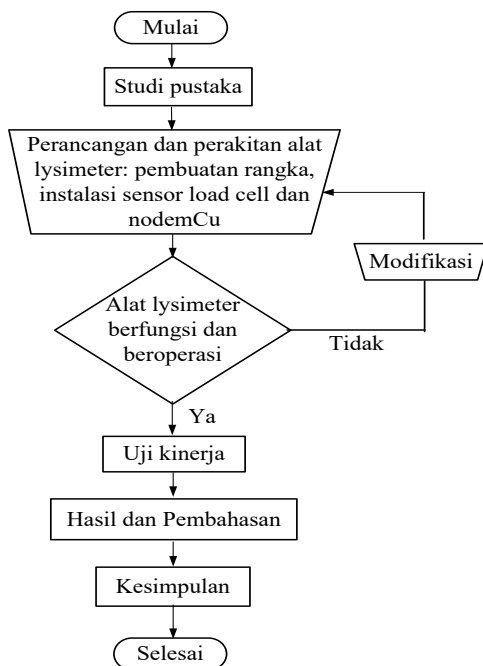 Mulai
Studi pustaka
Perancangan dan perakitan alat
lysimeter: pembuatan rangka,
instalasi sensor load cell dan
nodemCu
Modifikasi
Alat lysimeter
berfungsi dan
beroperasi
Tidak
Ya
Uji kinerja
Hasil dan Pembahasan
Kesimpulan
Selesai